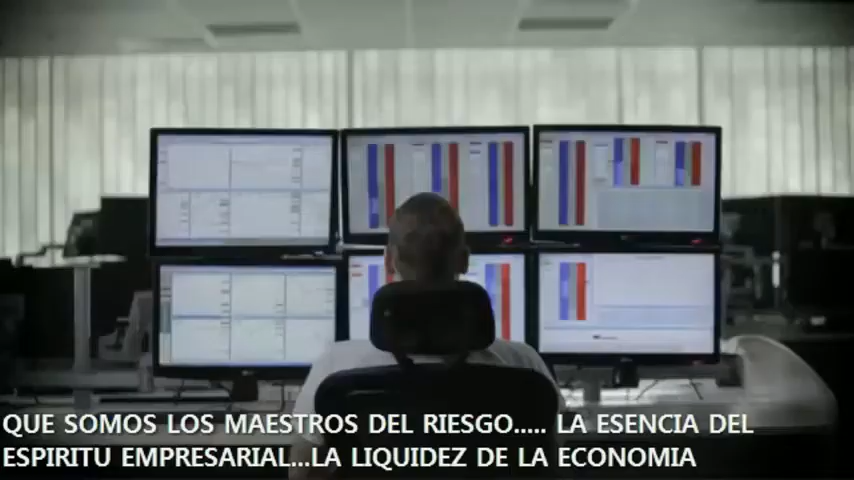 QUE SOMOS LOS MAESTROS DEL RIESGO..... LA ESENCIA DEL
ESPIRITU EMPRESARIAL...LA LIQUIDEZ DE LA ECONOMIA